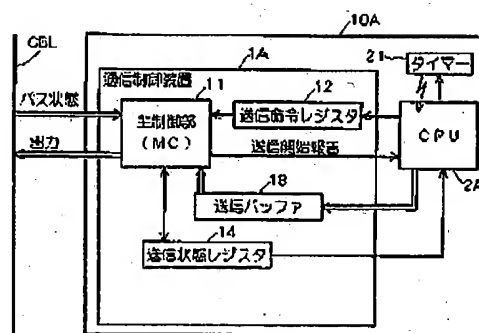 CBL
10A
1A
21
タイマー
通信制御装置
バス状態
11
12
主制御部
(MC)
送信命令レジスタ
CPU
出力
送信開始報告
2A
18
送信バッファ
14
送信状態レジスタ